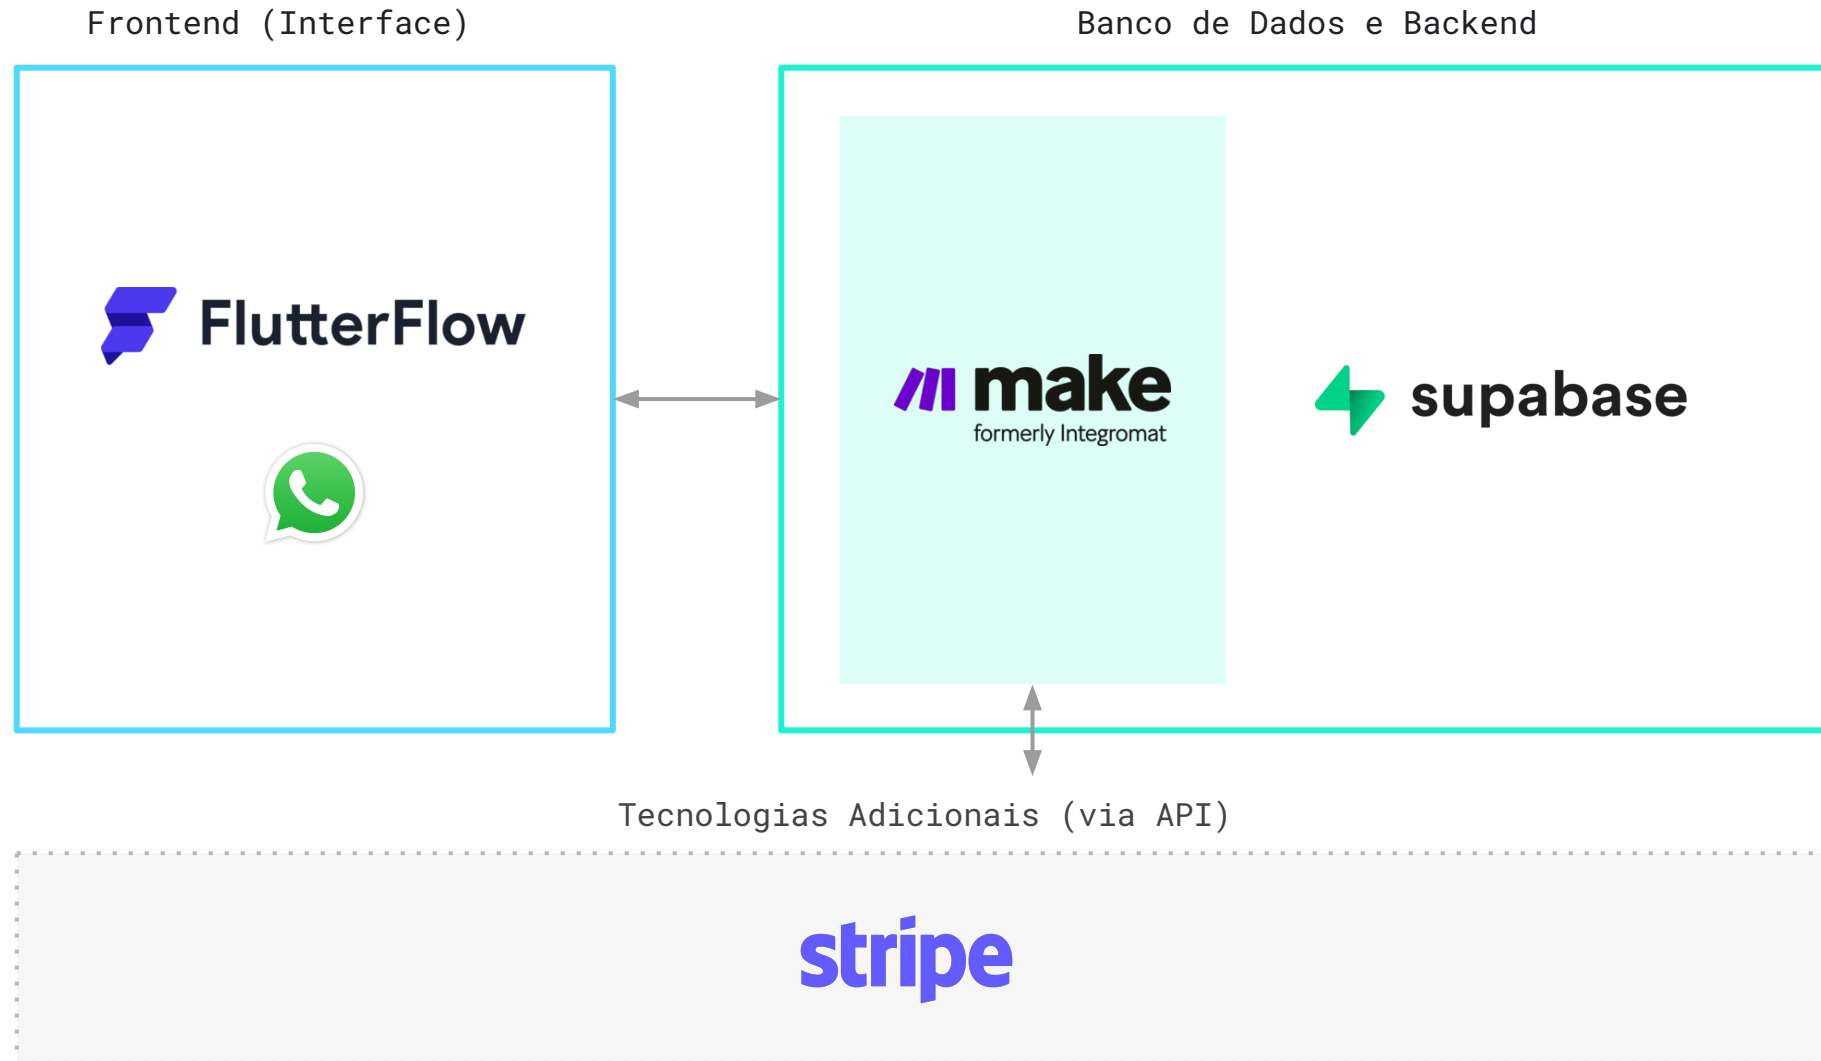 Frontend (Interface)
Banco de Dados e Backend
FlutterFlow
make
formerly Integromat
supabase
Tecnologias Adicionais (via API)
stripe